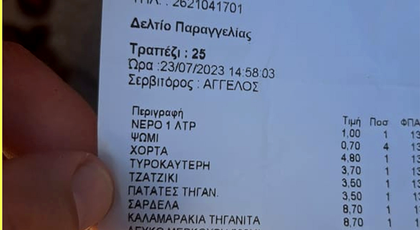 ΤΗΛ. : 2621041701
Δελτίο Παραγγελίας
Τραπέζι : 25
Ώρα :23/07/2023 14:58:03
Σερβιτόρος : ΑΓΓΕΛΟΣ
Περιγραφή Τιμή Ποσ ΦΠΑ
ΝΕΡΟ 1 ΛΤΡ 1,00 1 13
ΨΩΜΙ 0,70 4 13
ΧΟΡΤΑ 4,80 1 13
ΤΥΡΟΚΑΥΤΕΡΗ 3,70 1 13
ΤΖΑΤΖΙΚΙ 3,50 1 13
ΠΑΤΑΤΕΣ ΤΗΓΑΝ. 3,50 1 13
ΣΑΡΔΕΛΑ 8,70 1 13
ΚΑΛΑΜΑΡΑΚΙΑ ΤΗΓΑΝΙΤΑ 8,70 1 13